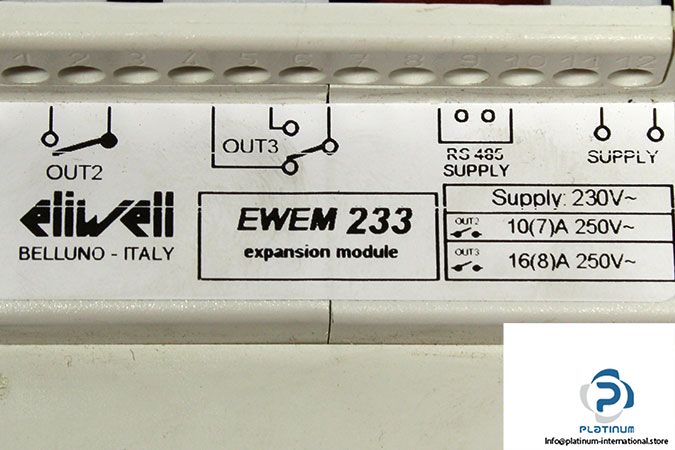 1 2 3 4 5 6 7 8 9 10 11 12
OUT2
OUT3
RS 485
SUPPLY
SUPPLY
eliwell
BELLUNO - ITALY
EWEM 233
expansion module
Supply: 230V~
OUT2 10(7)A 250V~
OUT3 16(8)A 250V~
PLATINUM
Info@platinum-international.store